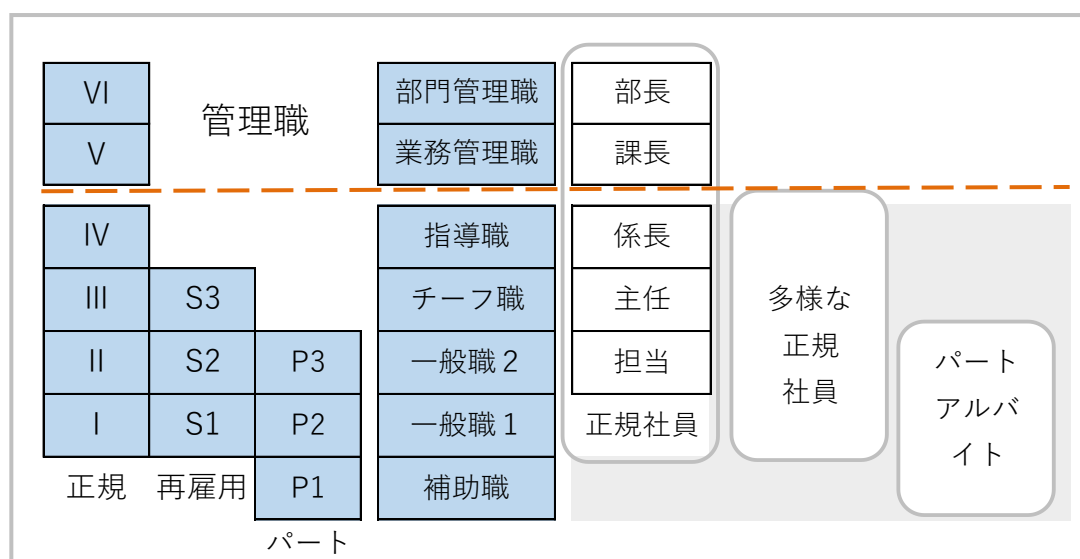 VI
管理職
部門管理職
部長
V
業務管理職
課長
IV
指導職
係長
III
S3
チーフ職
主任
II
S2
P3
一般職２
担当
I
S1
P2
一般職１
正規社員
正規
再雇用
P1
補助職
パート
多様な
正規
社員
パート
アルバ
イト